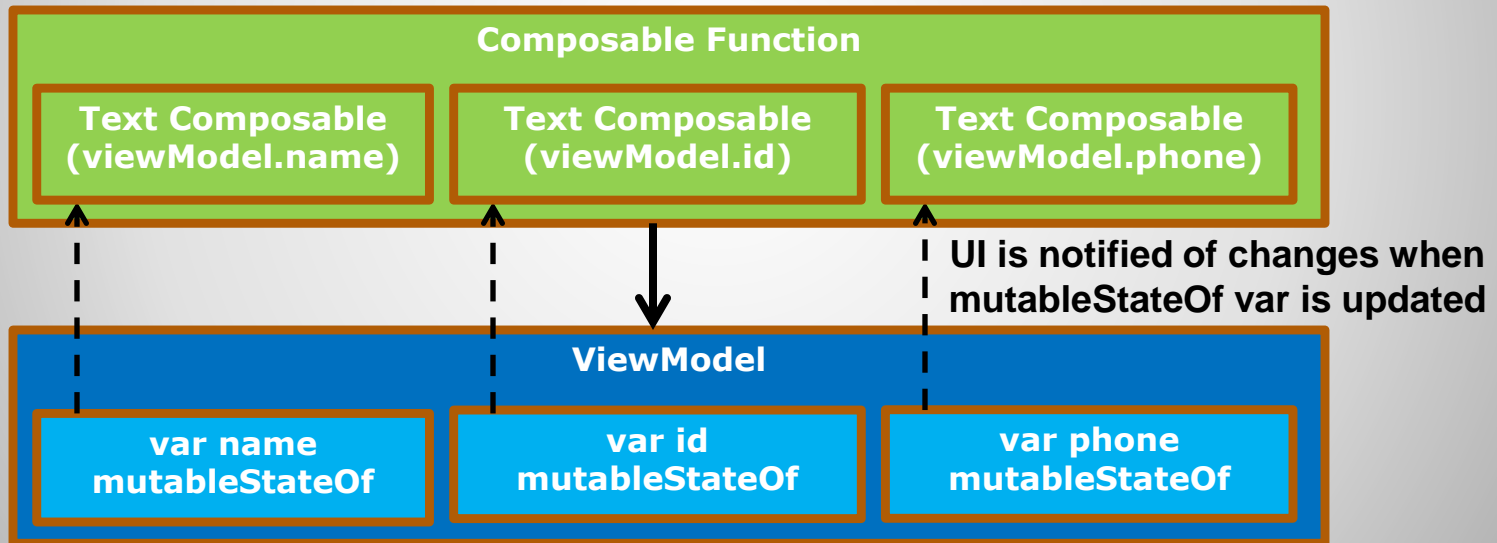 Composable Function
Text Composable
(viewModel.name)
Text Composable
(viewModel.id)
Text Composable
(viewModel.phone)
UI is notified of changes when
mutableStateOf var is updated
ViewModel
var name
mutableStateOf
var id
mutableStateOf
var phone
mutableStateOf